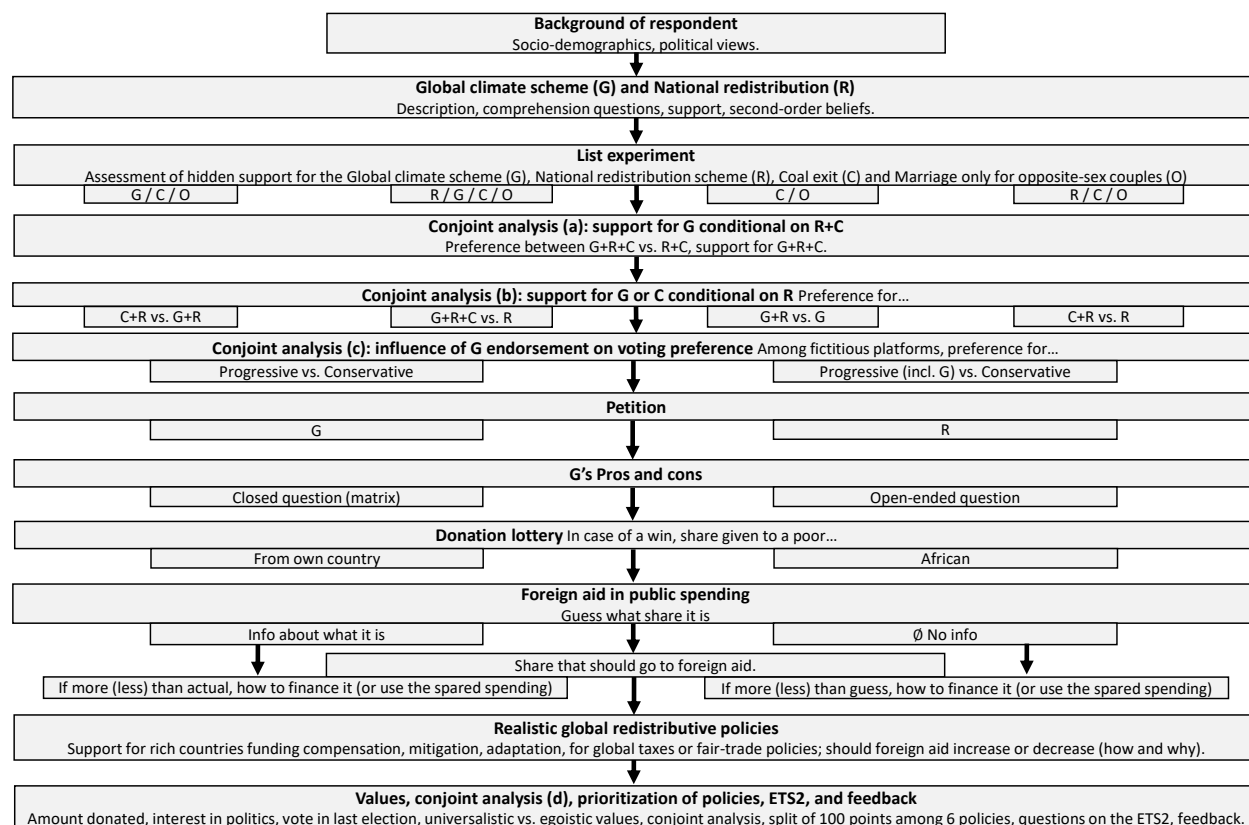 Background of respondent
Socio-demographics, political views.
Global climate scheme (G) and National redistribution (R)
Description, comprehension questions, support, second-order beliefs.
List experiment
Assessment of hidden support for the Global climate scheme (G), National redistribution scheme (R), Coal exit (C) and Marriage only for opposite-sex couples (O)
G / C / O
R / G / C / O
C / O
R / C / O
Conjoint analysis (a): support for G conditional on R+C
Preference between G+R+C vs. R+C, support for G+R+C.
Conjoint analysis (b): support for G or C conditional on R Preference for...
C+R vs. G+R
G+R+C vs. R
G+R vs. G
C+R vs. R
Conjoint analysis (c): influence of G endorsement on voting preference Among fictitious platforms, preference for...
Progressive vs. Conservative
Progressive (incl. G) vs. Conservative
Petition
G
R
G's Pros and cons
Closed question (matrix)
Open-ended question
Donation lottery In case of a win, share given to a poor...
From own country
African
Foreign aid in public spending
Guess what share it is
Info about what it is
Ø No info
Share that should go to foreign aid.
If more (less) than actual, how to finance it (or use the spared spending)
If more (less) than guess, how to finance it (or use the spared spending)
Realistic global redistributive policies
Support for rich countries funding compensation, mitigation, adaptation, for global taxes or fair-trade policies; should foreign aid increase or decrease (how and why).
Values, conjoint analysis (d), prioritization of policies, ETS2, and feedback
Amount donated, interest in politics, vote in last election, universalistic vs. egoistic values, conjoint analysis, split of 100 points among 6 policies, questions on the ETS2, feedback.